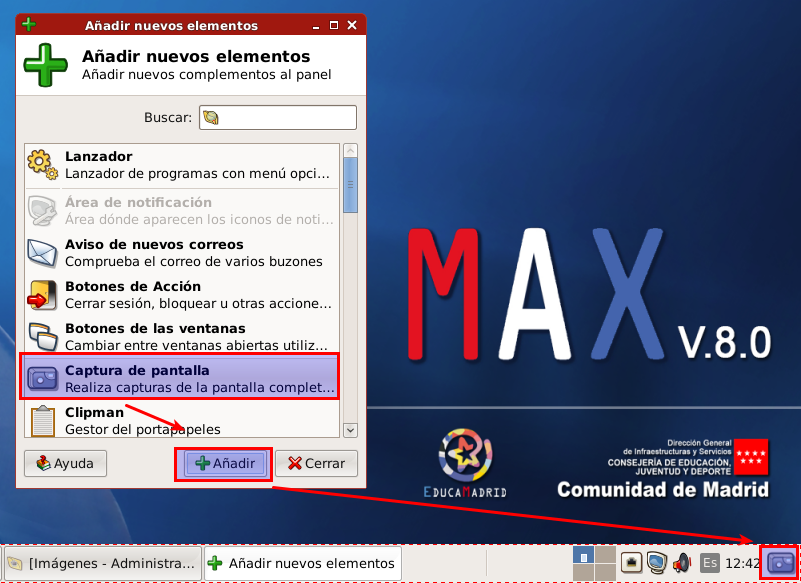 Añadir nuevos elementos
Añadir nuevos elementos
Añadir nuevos complementos al panel
Buscar:
Lanzador
Lanzador de programas con menú opci...
Área de notificación
Área dónde aparecen los iconos de noti...
Aviso de nuevos correos
Comprueba el correo de varios buzones
Botones de Acción
Cerrar sesión, bloquear u otras accione...
Botones de las ventanas
Cambiar entre ventanas abiertas utiliz...
Captura de pantalla
Realiza capturas de la pantalla complet...
Clipman
Gestor del portapapeles
Ayuda
Añadir
Cerrar
MAX
V.8.0
EDUCAMADRID
Dirección General
de Infraestructuras y Servicios
CONSEJERÍA DE EDUCACIÓN,
JUVENTUD Y DEPORTE
Comunidad de Madrid
[Imágenes - Administra...
Añadir nuevos elementos
Es
12:42